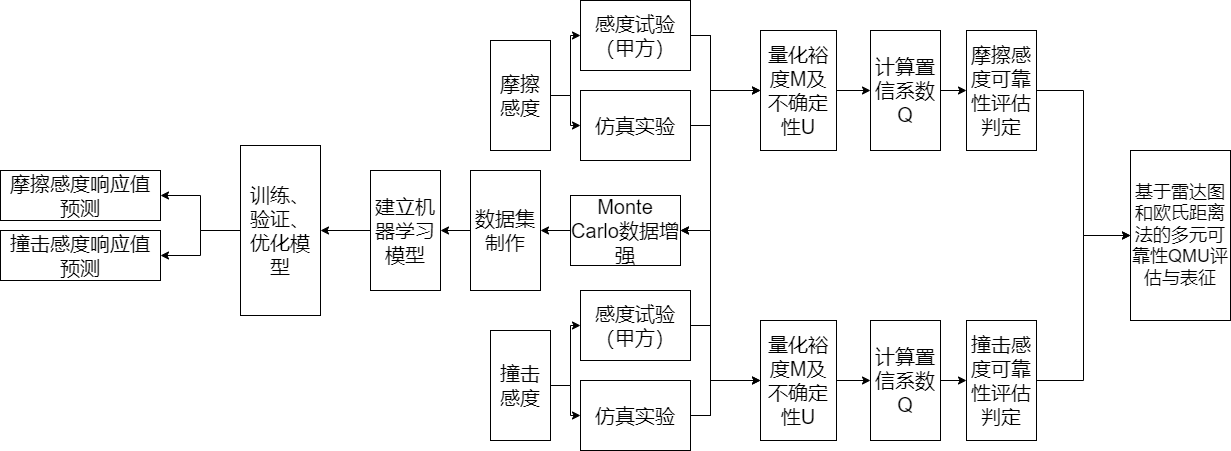 摩擦
感度
感度试验
（甲方）
仿真实验
量化裕
度M及
不确定
性U
计算置
信系数
Q
摩擦感
度可靠
性评估
判定
摩擦感度响应值
预测
撞击感度响应值
预测
训练、
验证、
优化模
型
建立机
器学习
模型
数据集
制作
Monte
Carlo数据增
强
基于雷达图
和欧氏距离
法的多元可
靠性QMU评
估与表征
撞击
感度
感度试验
（甲方）
仿真实验
量化裕
度M及
不确定
性U
计算置
信系数
Q
撞击感
度可靠
性评估
判定